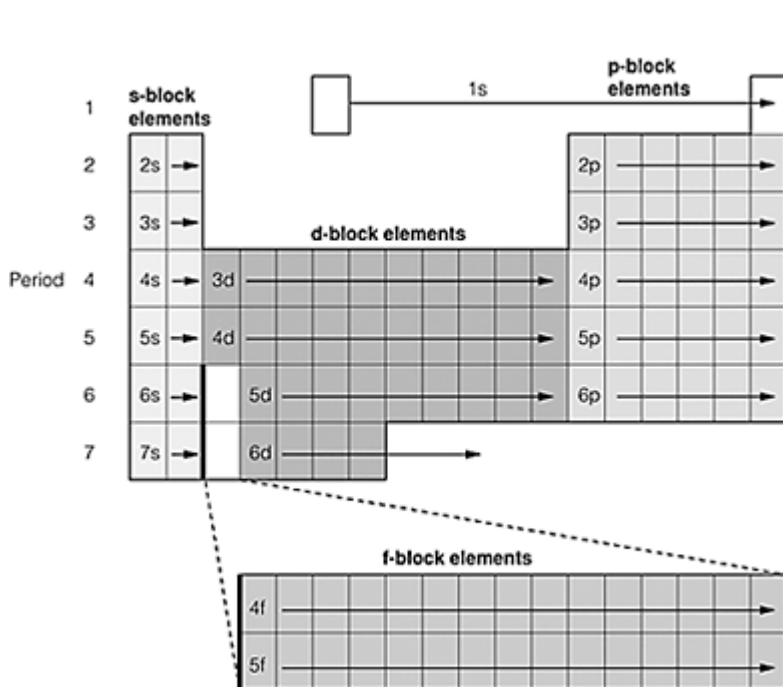 p-block
elements
1s
s-block
elements
1
2 2s 2p
3 3s 3p
d-block elements
Period 4 4s 3d 4p
5 5s 4d 5p
6 6s 5d 6p
7 7s 6d
f-block elements
4f
5f